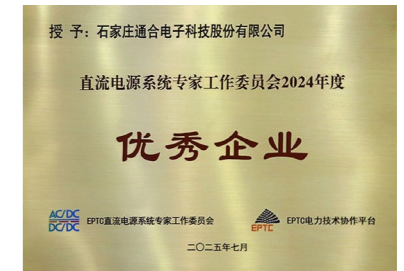 授 予：石家庄通合电子科技股份有限公司
直流电源系统专家工作委员会2024年度
优秀企业
AC/DC
DC/DC
EPTC直流电源系统专家工作委员会
EPTC
EPTC电力技术协作平台
二〇二五年七月